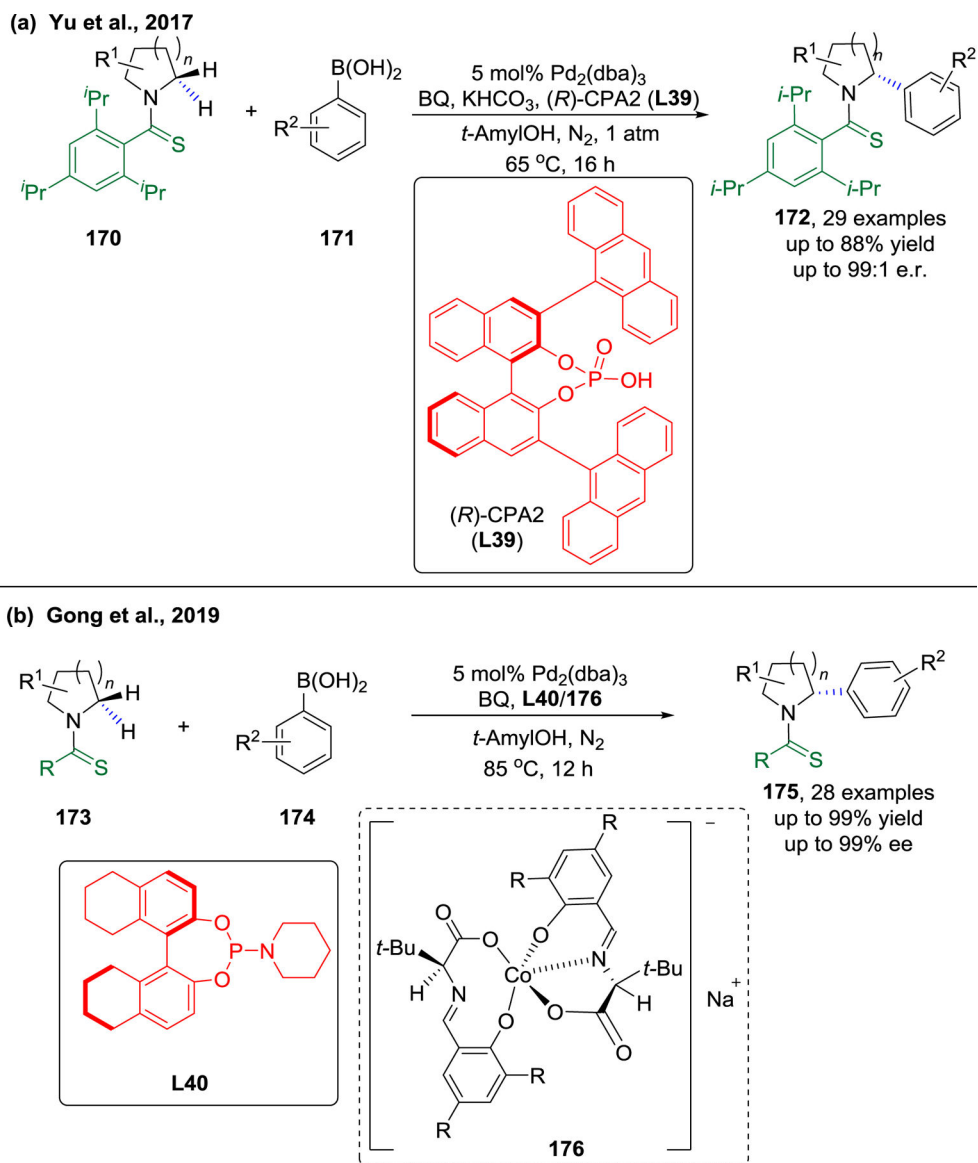 (a) Yu et al., 2017
R¹
( )n
H
H
N
S
iPr
iPr
iPr
170
+
B(OH)₂
R²
171
5 mol% Pd₂(dba)₃
BQ, KHCO₃, (R)-CPA2 (L39)
t-AmylOH, N₂, 1 atm
65 °C, 16 h
R¹
( )n
R²
N
S
i-Pr
i-Pr
i-Pr
172, 29 examples
up to 88% yield
up to 99:1 e.r.
O
O
P
OH
O
(R)-CPA2
(L39)
(b) Gong et al., 2019
R¹
( )n
H
H
N
R
S
173
+
B(OH)₂
R²
174
5 mol% Pd₂(dba)₃
BQ, L40/176
t-AmylOH, N₂
85 °C, 12 h
R¹
( )n
R²
N
R
S
175, 28 examples
up to 99% yield
up to 99% ee
O
P
N
O
L40
R
R
O
O
O
N
t-Bu
t-Bu
Co
H
H
N
O
O
O
R
R
−
Na⁺
176